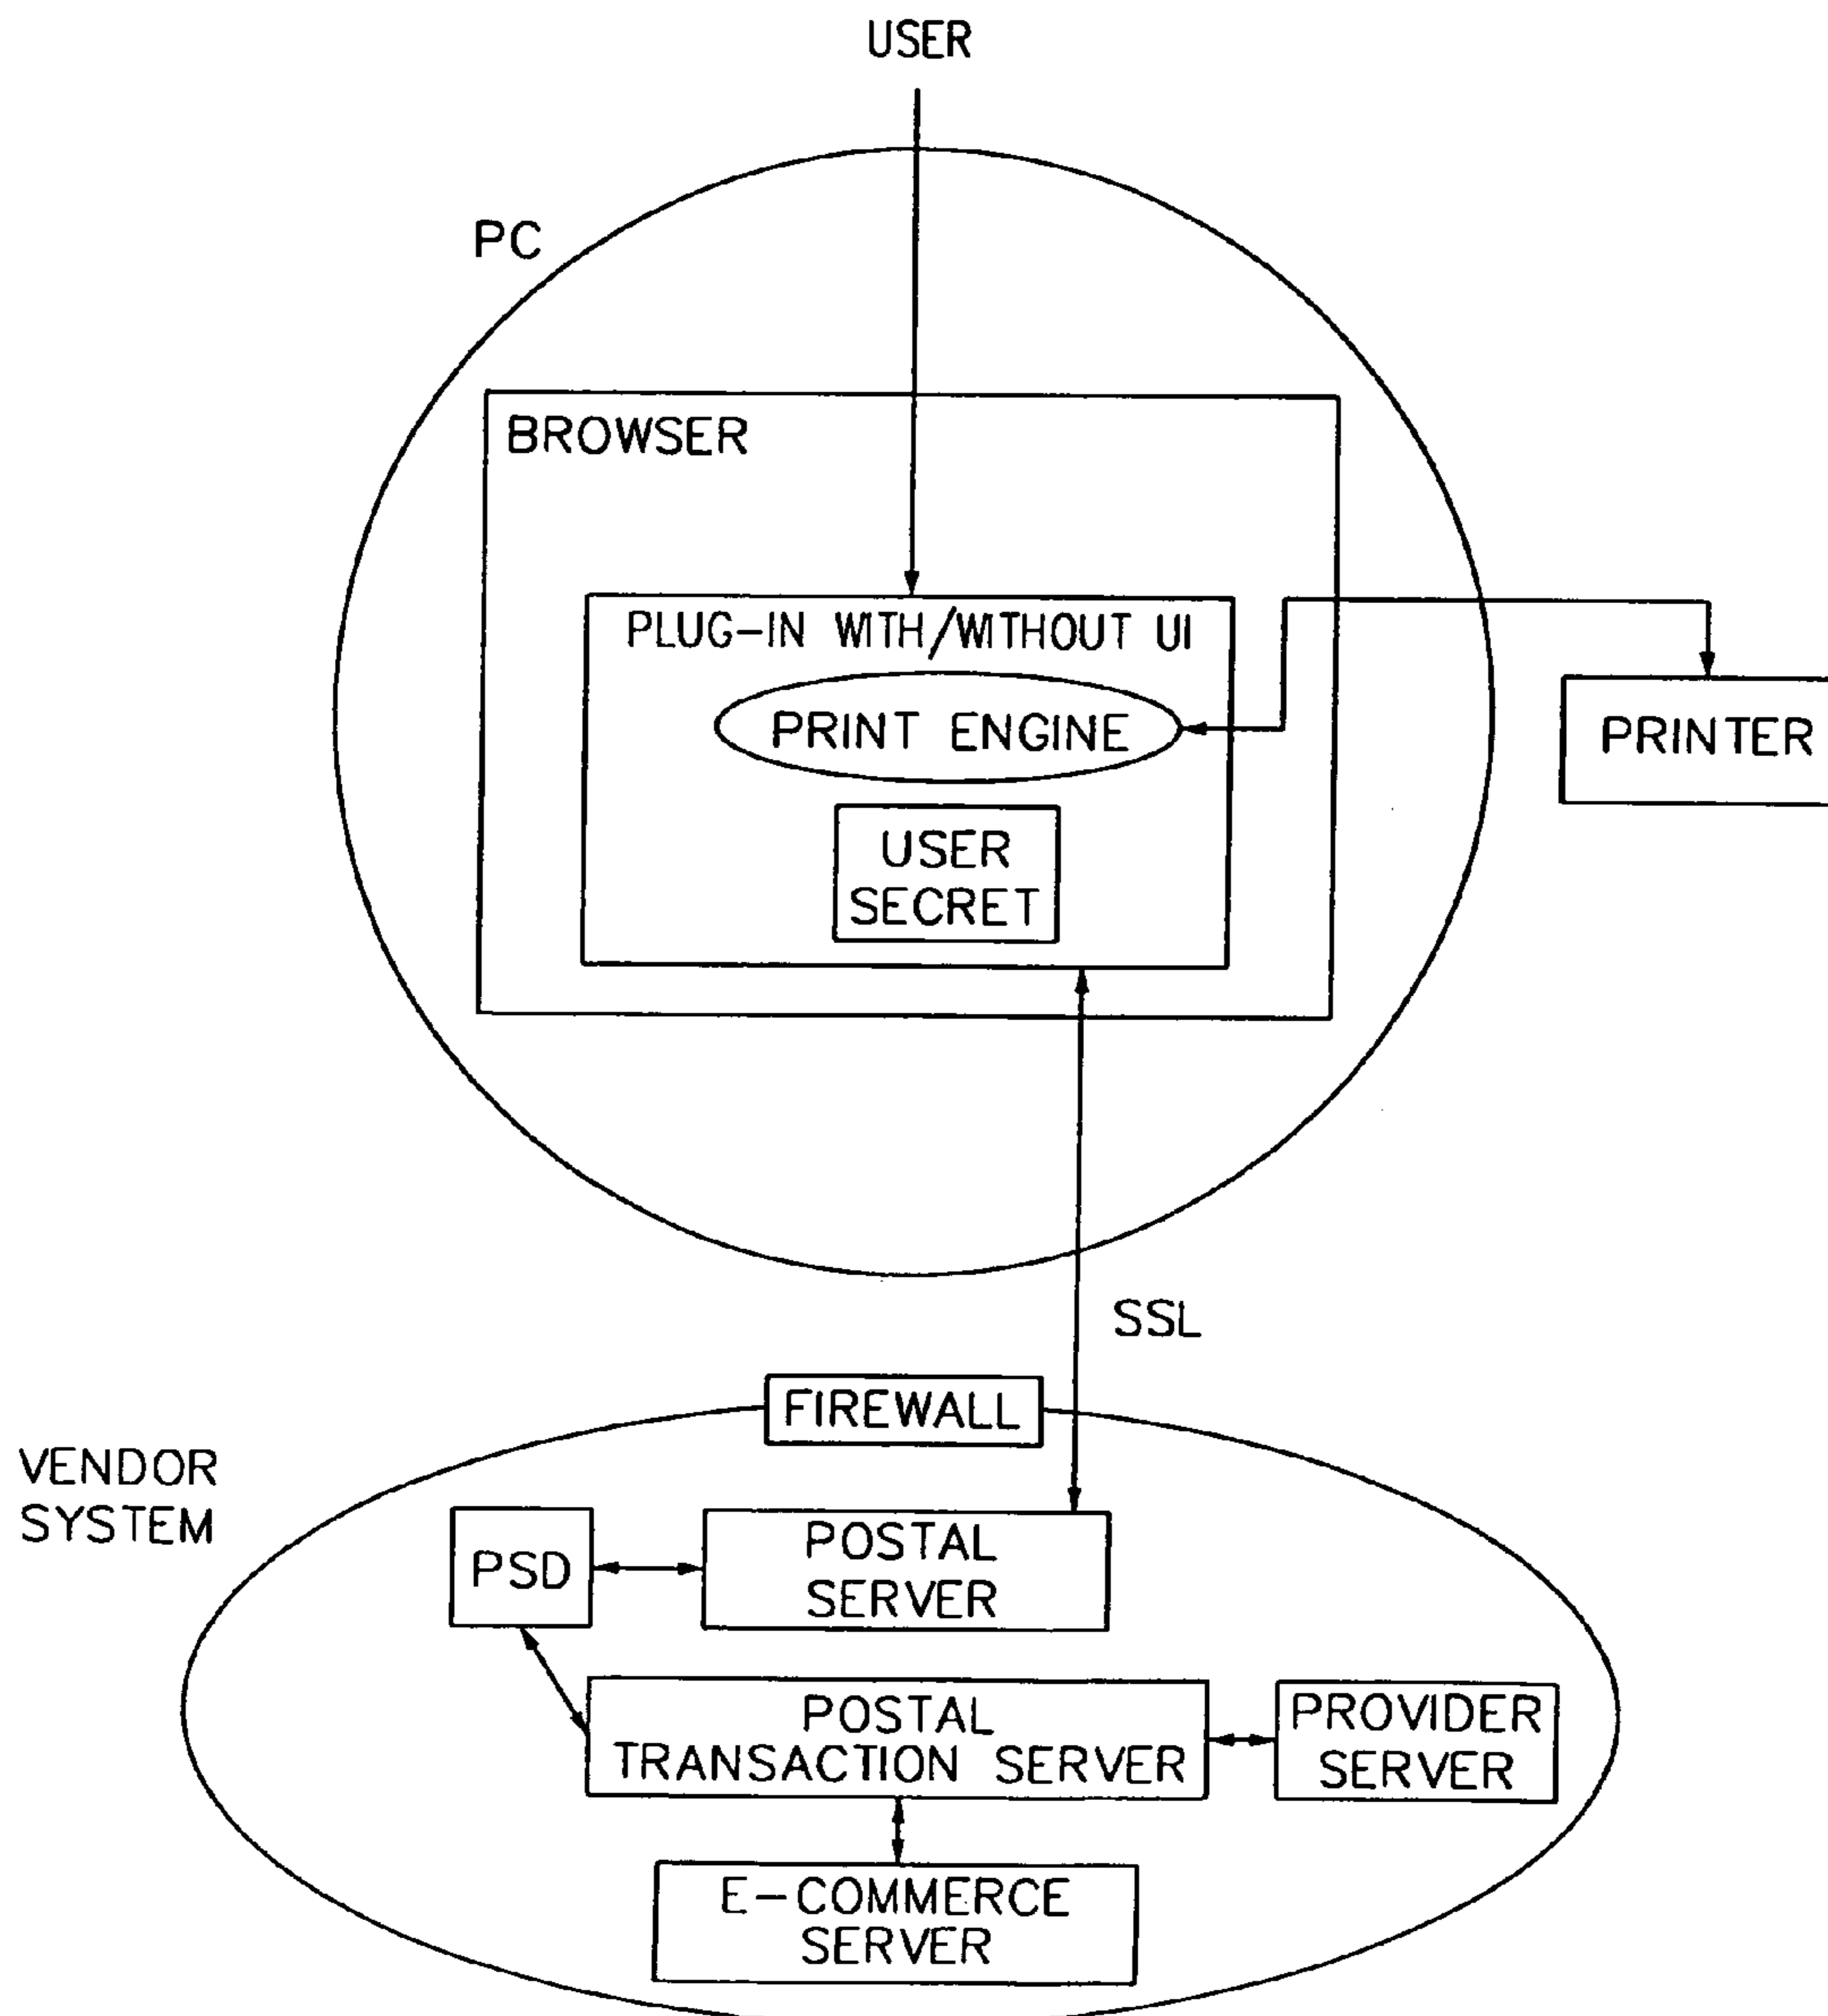 USER
PC
BROWSER
PLUG-IN WITH/WITHOUT UI
PRINT ENGINE
PRINTER
USER
SECRET
SSL
FIREWALL
VENDOR
SYSTEM
PSD
POSTAL
SERVER
POSTAL
TRANSACTION SERVER
PROVIDER
SERVER
E-COMMERCE
SERVER